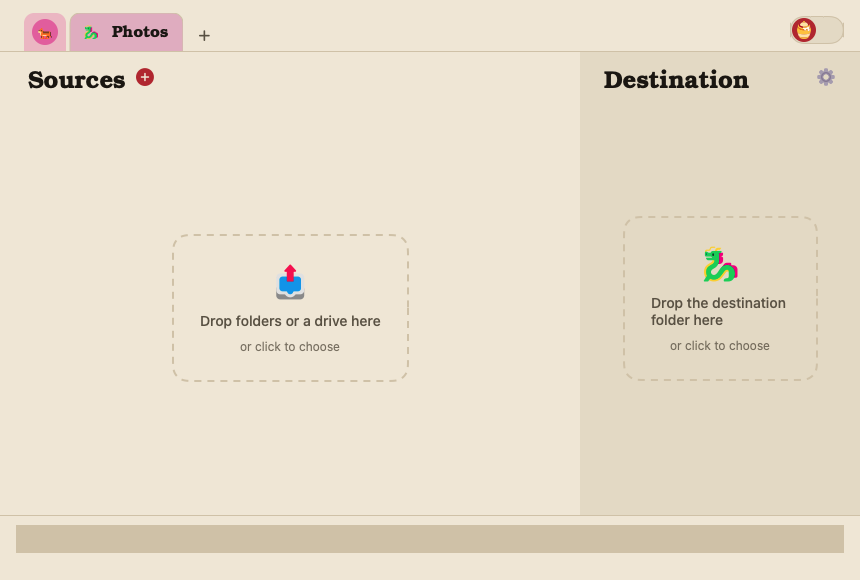 Photos
+
Sources
Destination
Drop folders or a drive here
or click to choose
Drop the destination
folder here
or click to choose